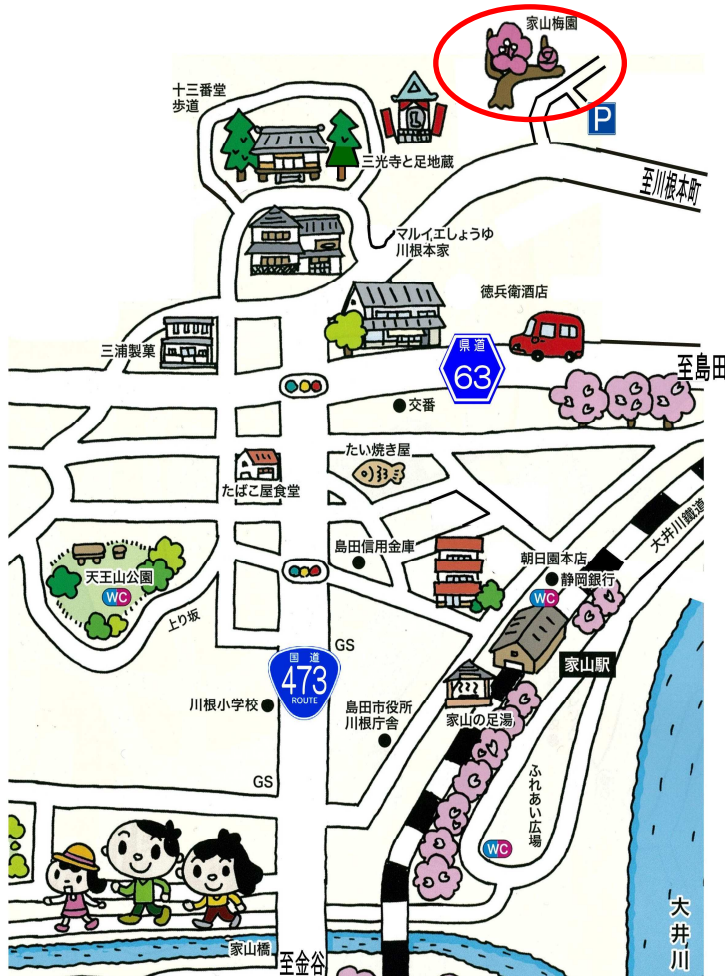 家山梅園
P
十三番堂
歩道
三光寺と足地蔵
至川根本町
マルイエしょうゆ
川根本家
徳兵衛酒店
三浦製菓
県道
63
至島田
交番
たい焼き屋
たばこ屋食堂
大井川鐵道
島田信用金庫
朝日園本店
静岡銀行
天王山公園
WC
WC
上り坂
GS
国道
473
ROUTE
家山駅
川根小学校
島田市役所
川根庁舎
家山の足湯
GS
ふれあい広場
WC
大井川
家山橋
至金谷